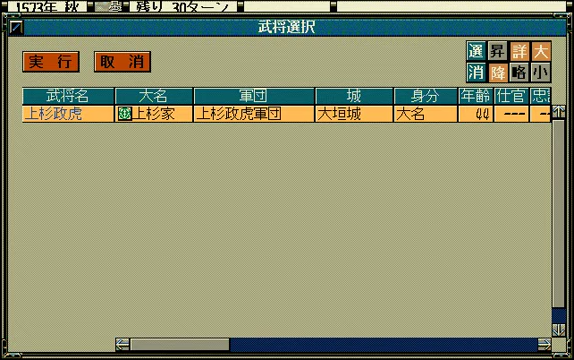 1573年 秋 残り 30ターン
武将選択
実 行 取 消
選 昇 詳 大
消 降 略 小
武将名 大名 軍団 城 身分 年齢 仕官 忠誠
上杉政虎 上杉家 上杉政虎軍団 大垣城 大名 44 --- --